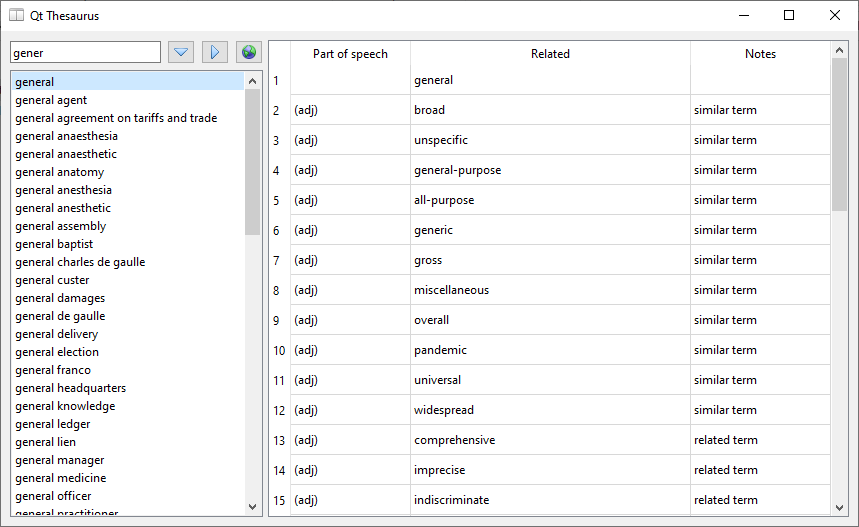 Qt Thesaurus
gener
general
general agent
general agreement on tariffs and trade
general anaesthesia
general anaesthetic
general anatomy
general anesthesia
general anesthetic
general assembly
general baptist
general charles de gaulle
general custer
general damages
general de gaulle
general delivery
general election
general franco
general headquarters
general knowledge
general ledger
general lien
general manager
general medicine
general officer
general practitioner
Part of speech Related Notes
1 general
2 (adj) broad similar term
3 (adj) unspecific similar term
4 (adj) general-purpose similar term
5 (adj) all-purpose similar term
6 (adj) generic similar term
7 (adj) gross similar term
8 (adj) miscellaneous similar term
9 (adj) overall similar term
10 (adj) pandemic similar term
11 (adj) universal similar term
12 (adj) widespread similar term
13 (adj) comprehensive related term
14 (adj) imprecise related term
15 (adj) indiscriminate related term